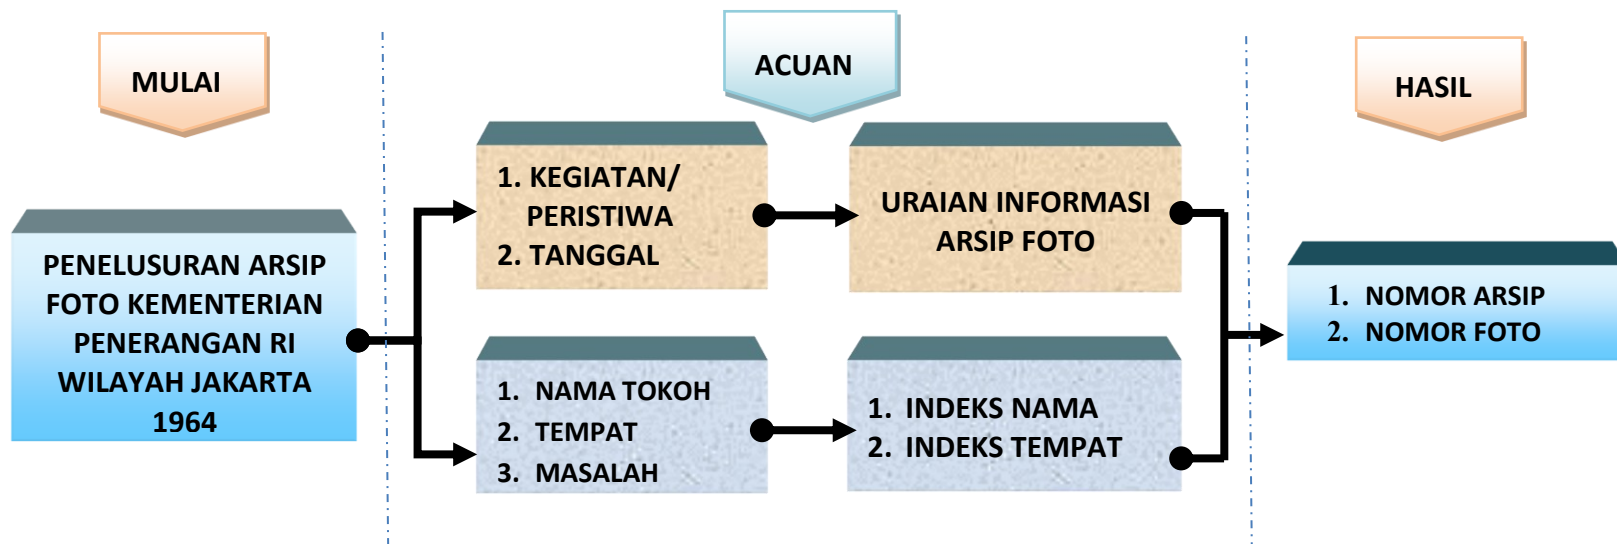 MULAI
ACUAN
HASIL
PENELUSURAN ARSIP
FOTO KEMENTERIAN
PENERANGAN RI
WILAYAH JAKARTA
1964
1. KEGIATAN/
PERISTIWA
2. TANGGAL
URAIAN INFORMASI
ARSIP FOTO
1. NAMA TOKOH
2. TEMPAT
3. MASALAH
1. INDEKS NAMA
2. INDEKS TEMPAT
1. NOMOR ARSIP
2. NOMOR FOTO